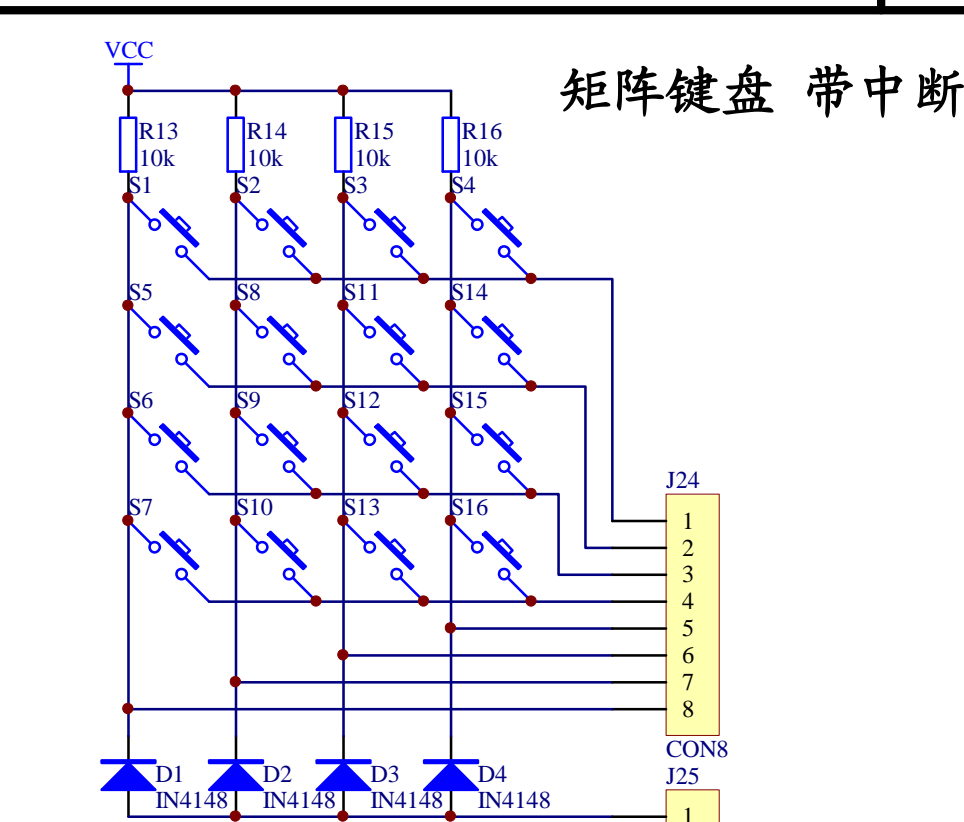 VCC
矩阵键盘 带中断
R13 R14 R15 R16
10k 10k 10k 10k
S1 S2 S3 S4
S5 S8 S11 S14
S6 S9 S12 S15
J24
S7 S10 S13 S16
1
2
3
4
5
6
7
8
CON8
D1 D2 D3 D4 J25
IN4148 IN4148 IN4148 IN4148
1